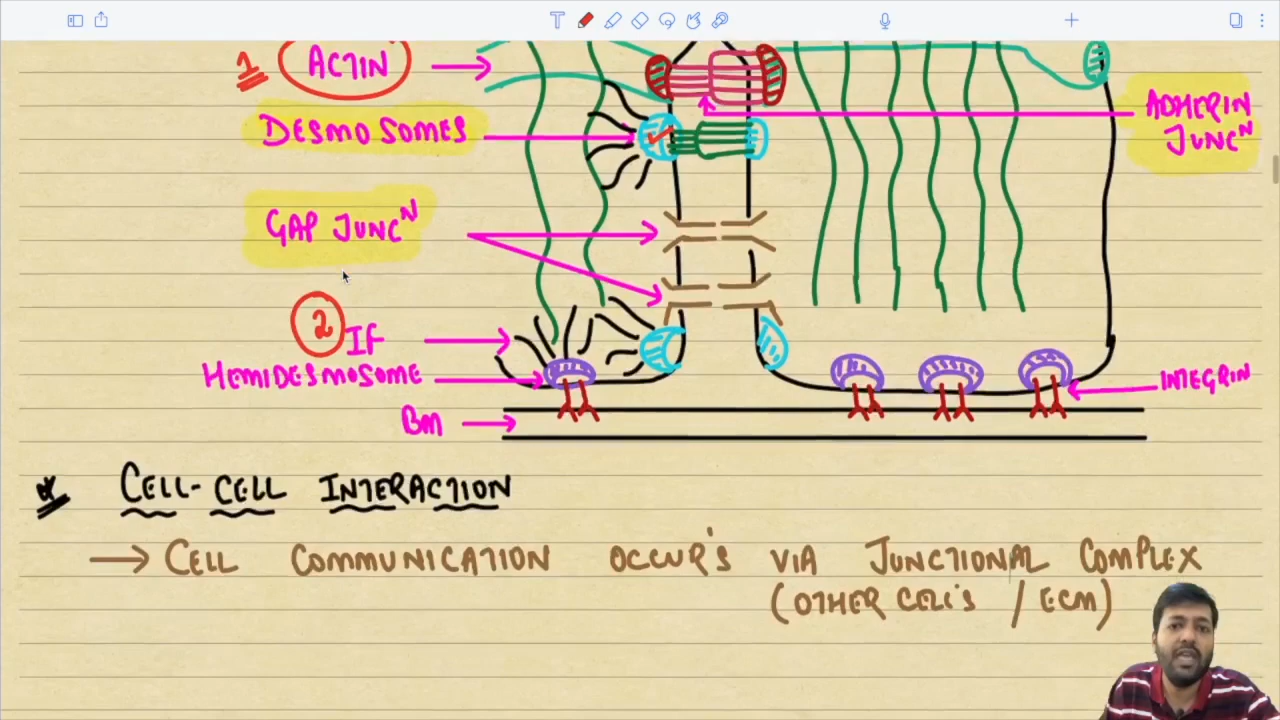 1 ACTIN
DESMOSOMES
ADHERIN
JUNCᴺ
GAP JUNCᴺ
2 IF
HEMIDESMOSOME
INTEGRIN
BM
* CELL-CELL INTERACTION
→ CELL COMMUNICATION OCCUR'S VIA JUNCTIONAL COMPLEX
(OTHER CELL'S / ECM)